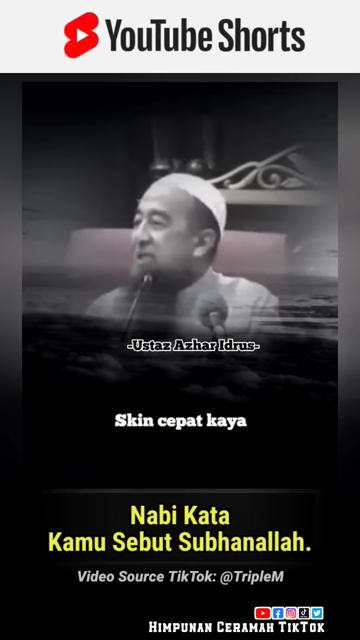 YouTube Shorts
-Ustaz Azhar Idrus-
Skin cepat kaya
Nabi Kata
Kamu Sebut Subhanallah.
Video Source TikTok: @TripleM
Himpunan Ceramah TikTok